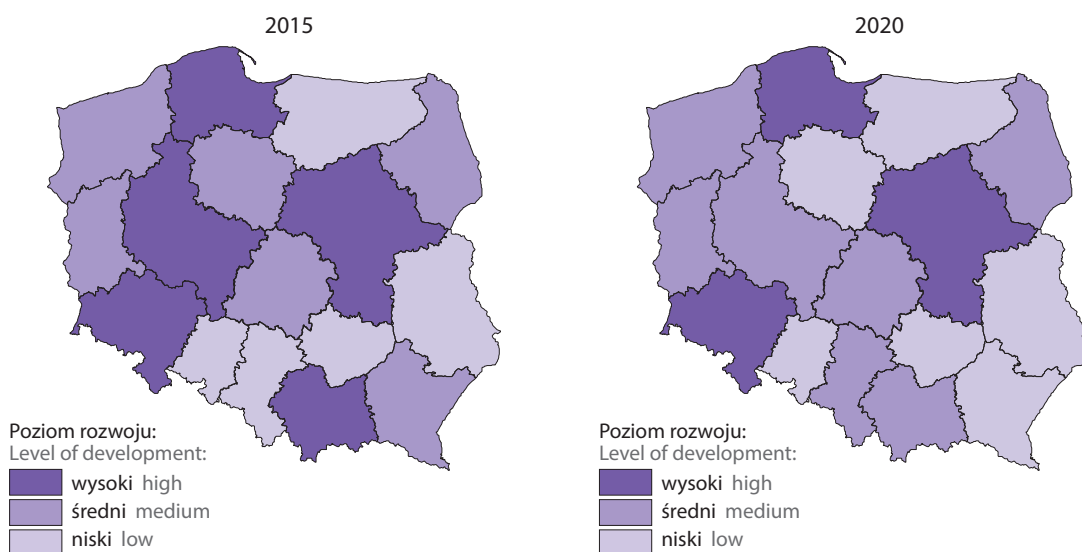 2015
Poziom rozwoju:
Level of development:
wysoki high
średni medium
niski low
2020
Poziom rozwoju:
Level of development:
wysoki high
średni medium
niski low